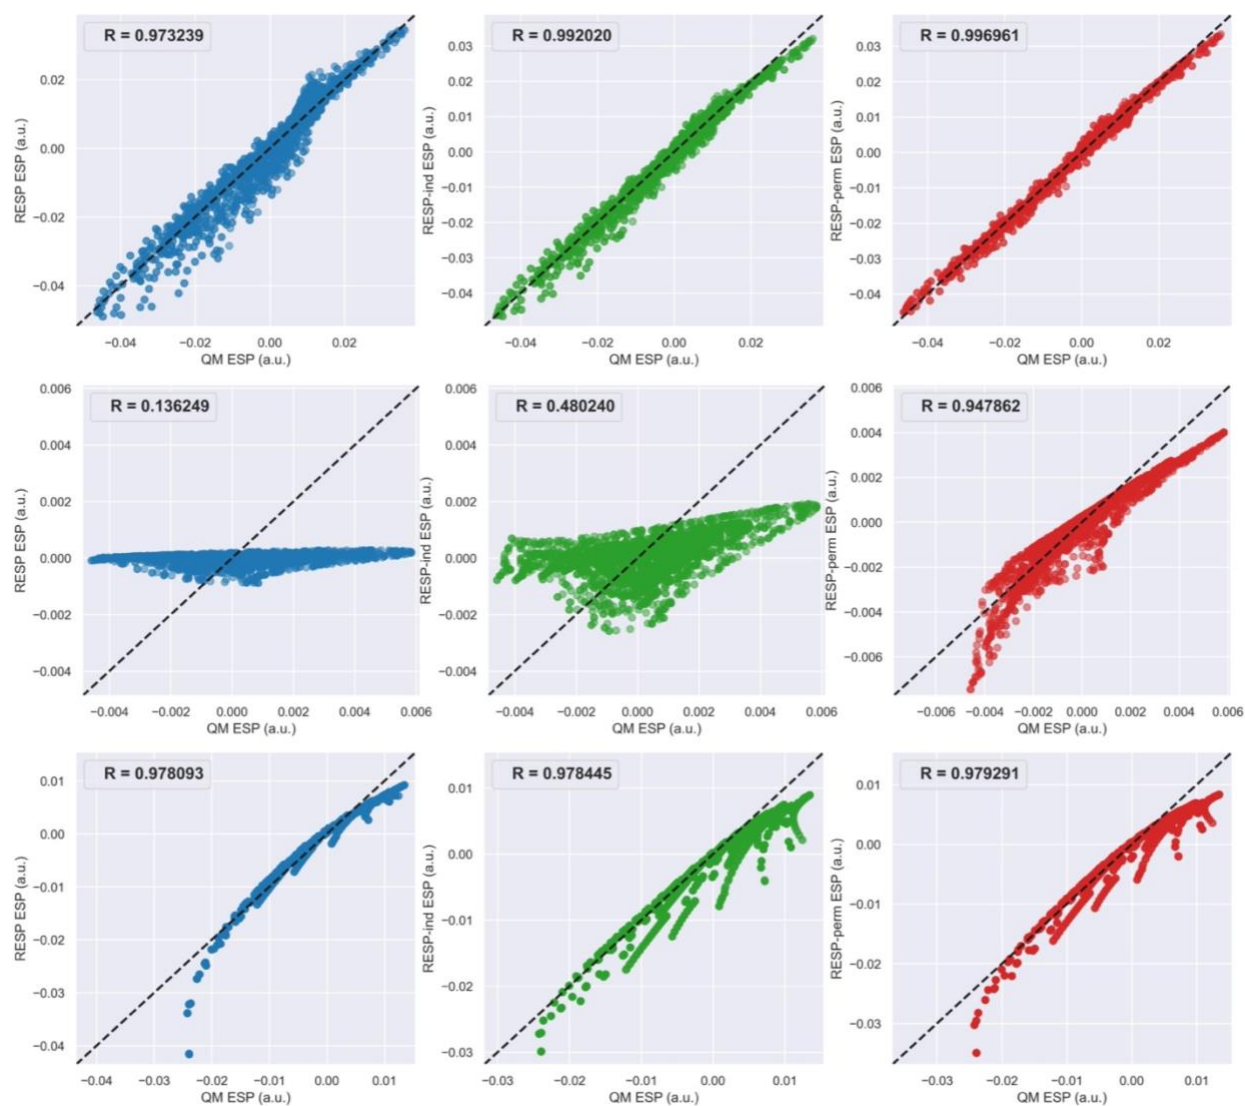 R = 0.973239
RESP ESP (a.u.)
0.02
0.00
−0.02
−0.04
−0.04 −0.02 0.00 0.02
QM ESP (a.u.)
R = 0.992020
RESP-ind ESP (a.u.)
0.03
0.02
0.01
0.00
−0.01
−0.02
−0.03
−0.04
−0.04 −0.02 0.00 0.02
QM ESP (a.u.)
R = 0.996961
RESP-perm ESP (a.u.)
0.03
0.02
0.01
0.00
−0.01
−0.02
−0.03
−0.04
−0.04 −0.02 0.00 0.02
QM ESP (a.u.)
R = 0.136249
RESP ESP (a.u.)
0.006
0.004
0.002
0.000
−0.002
−0.004
−0.004 −0.002 0.000 0.002 0.004 0.006
QM ESP (a.u.)
R = 0.480240
RESP-ind ESP (a.u.)
0.006
0.004
0.002
0.000
−0.002
−0.004
−0.004 −0.002 0.000 0.002 0.004 0.006
QM ESP (a.u.)
R = 0.947862
RESP-perm ESP (a.u.)
0.006
0.004
0.002
0.000
−0.002
−0.004
−0.006
−0.006 −0.004 −0.002 0.000 0.002 0.004 0.006
QM ESP (a.u.)
R = 0.978093
RESP ESP (a.u.)
0.01
0.00
−0.01
−0.02
−0.03
−0.04
−0.04 −0.03 −0.02 −0.01 0.00 0.01
QM ESP (a.u.)
R = 0.978445
RESP-ind ESP (a.u.)
0.01
0.00
−0.01
−0.02
−0.03
−0.03 −0.02 −0.01 0.00 0.01
QM ESP (a.u.)
R = 0.979291
RESP-perm ESP (a.u.)
0.01
0.00
−0.01
−0.02
−0.03
−0.03 −0.02 −0.01 0.00 0.01
QM ESP (a.u.)